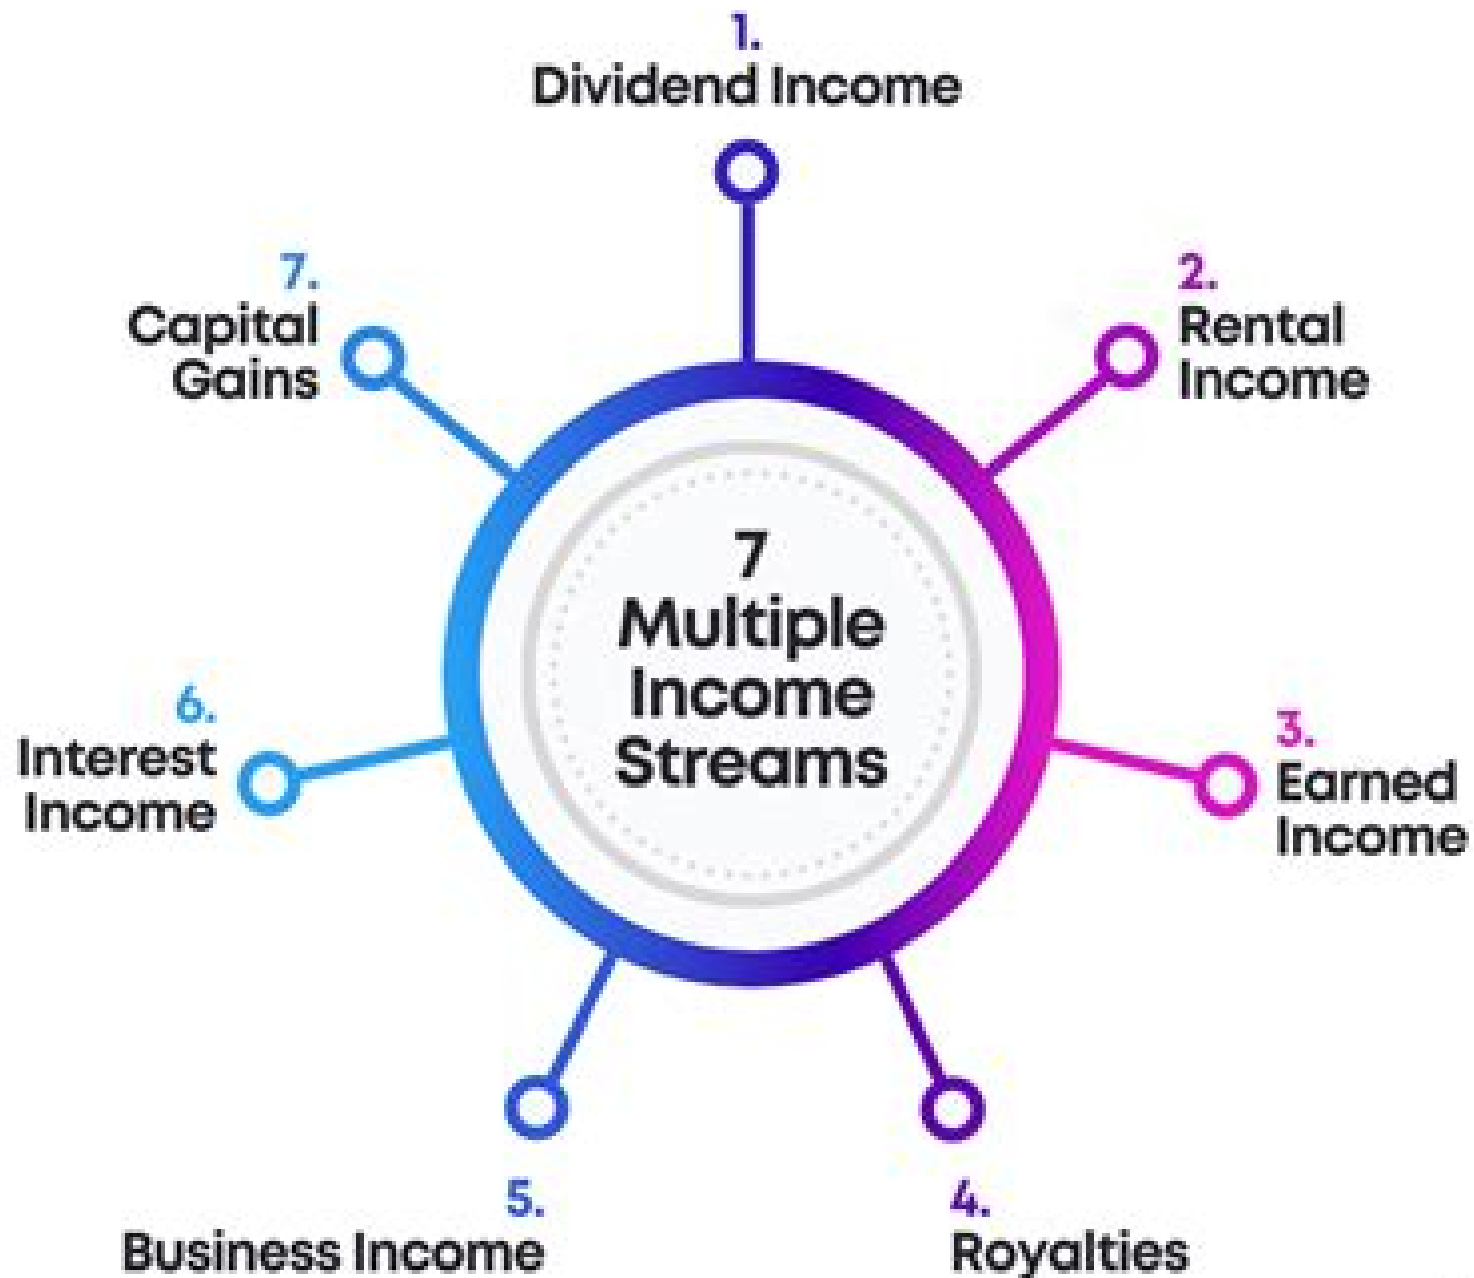 1.
Dividend Income
2.
Rental
Income
3.
Earned
Income
4.
Royalties
5.
Business Income
6.
Interest
Income
7.
Capital
Gains
7
Multiple
Income
Streams